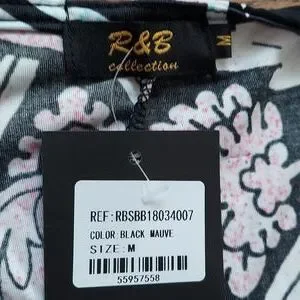 R&B
collection
M
REF:RBSBB18034007
COLOR:BLACK MAUVE
SIZE:M
55957558